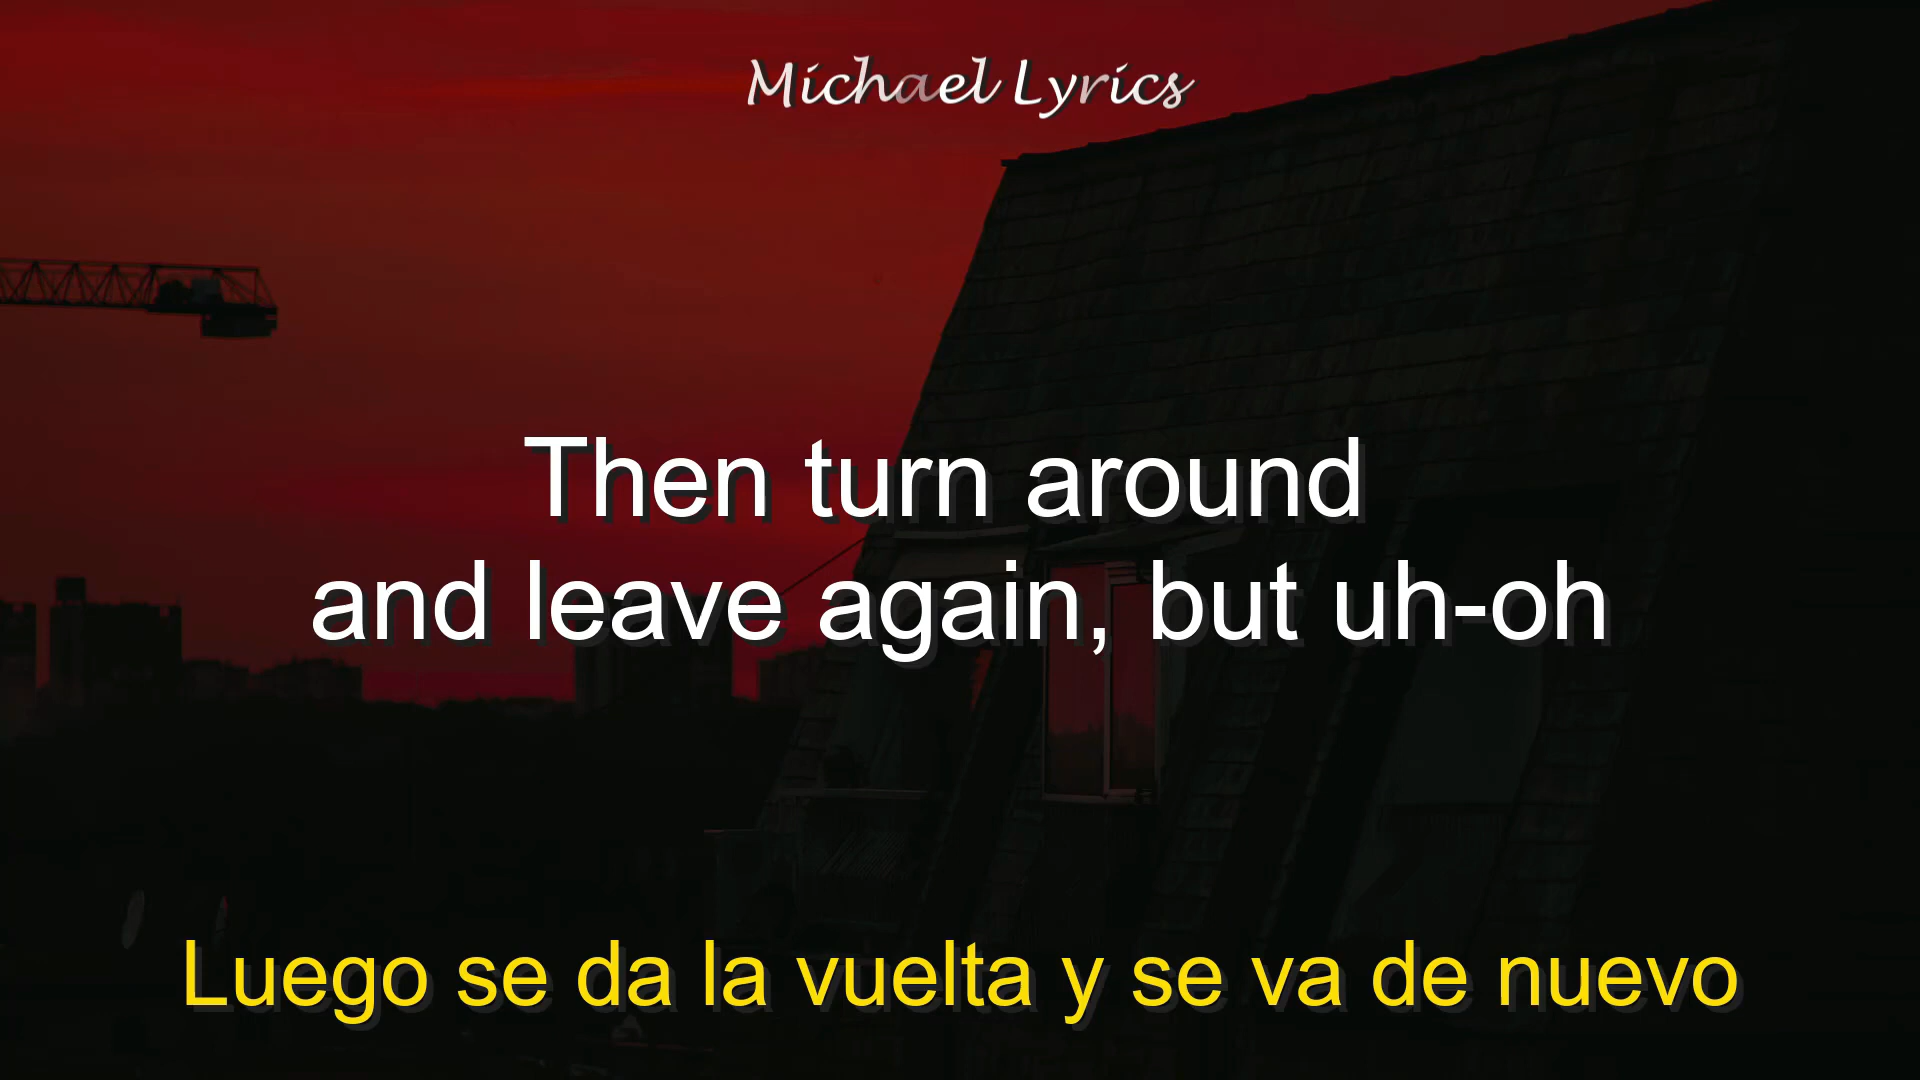 Michael Lyrics
Then turn around
and leave again, but uh-oh
Luego se da la vuelta y se va de nuevo